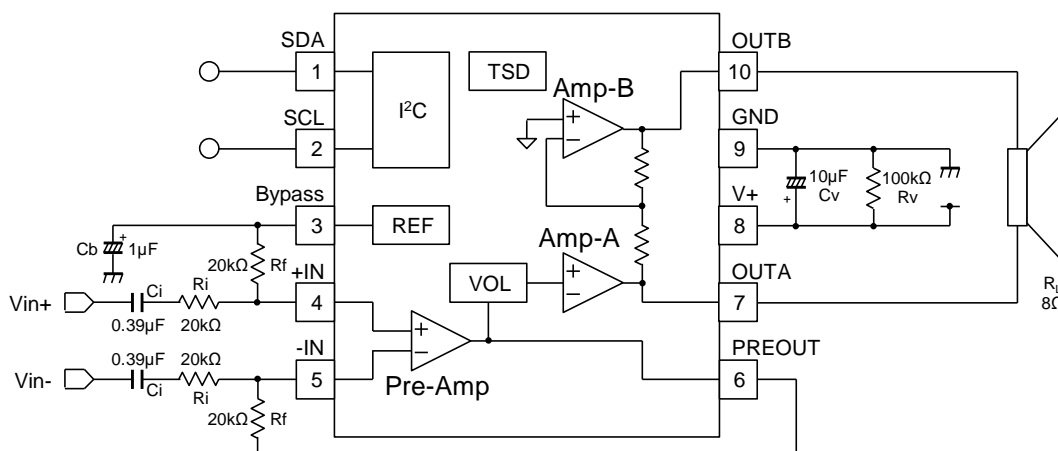 SDA
1
SCL
2
I²C
TSD
Amp-B
+
−
OUTB
10
GND
9
10µF
Cv
+
100kΩ
Rv
V+
8
Bypass
3
REF
Cb
+
1µF
20kΩ
Rf
Amp-A
+
−
VOL
OUTA
7
RL
8Ω
Vin+
Ci
0.39µF
Ri
20kΩ
+IN
4
+
−
Pre-Amp
PREOUT
6
Vin-
0.39µF
Ci
20kΩ
Ri
-IN
5
20kΩ
Rf